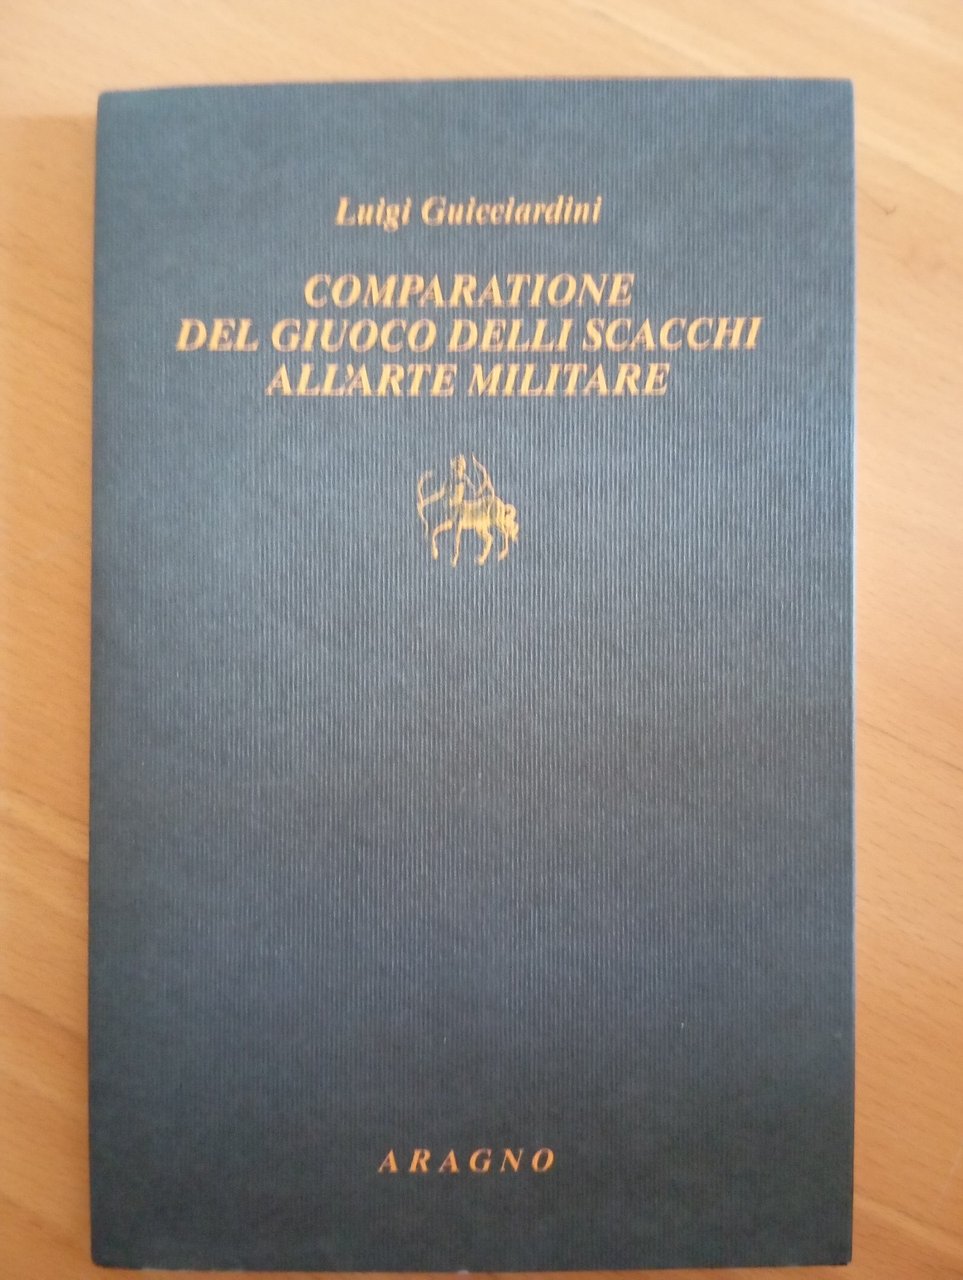 Luigi Guicciardini
COMPARATIONE
DEL GIUOCO DELLI SCACCHI
ALL'ARTE MILITARE
ARAGNO